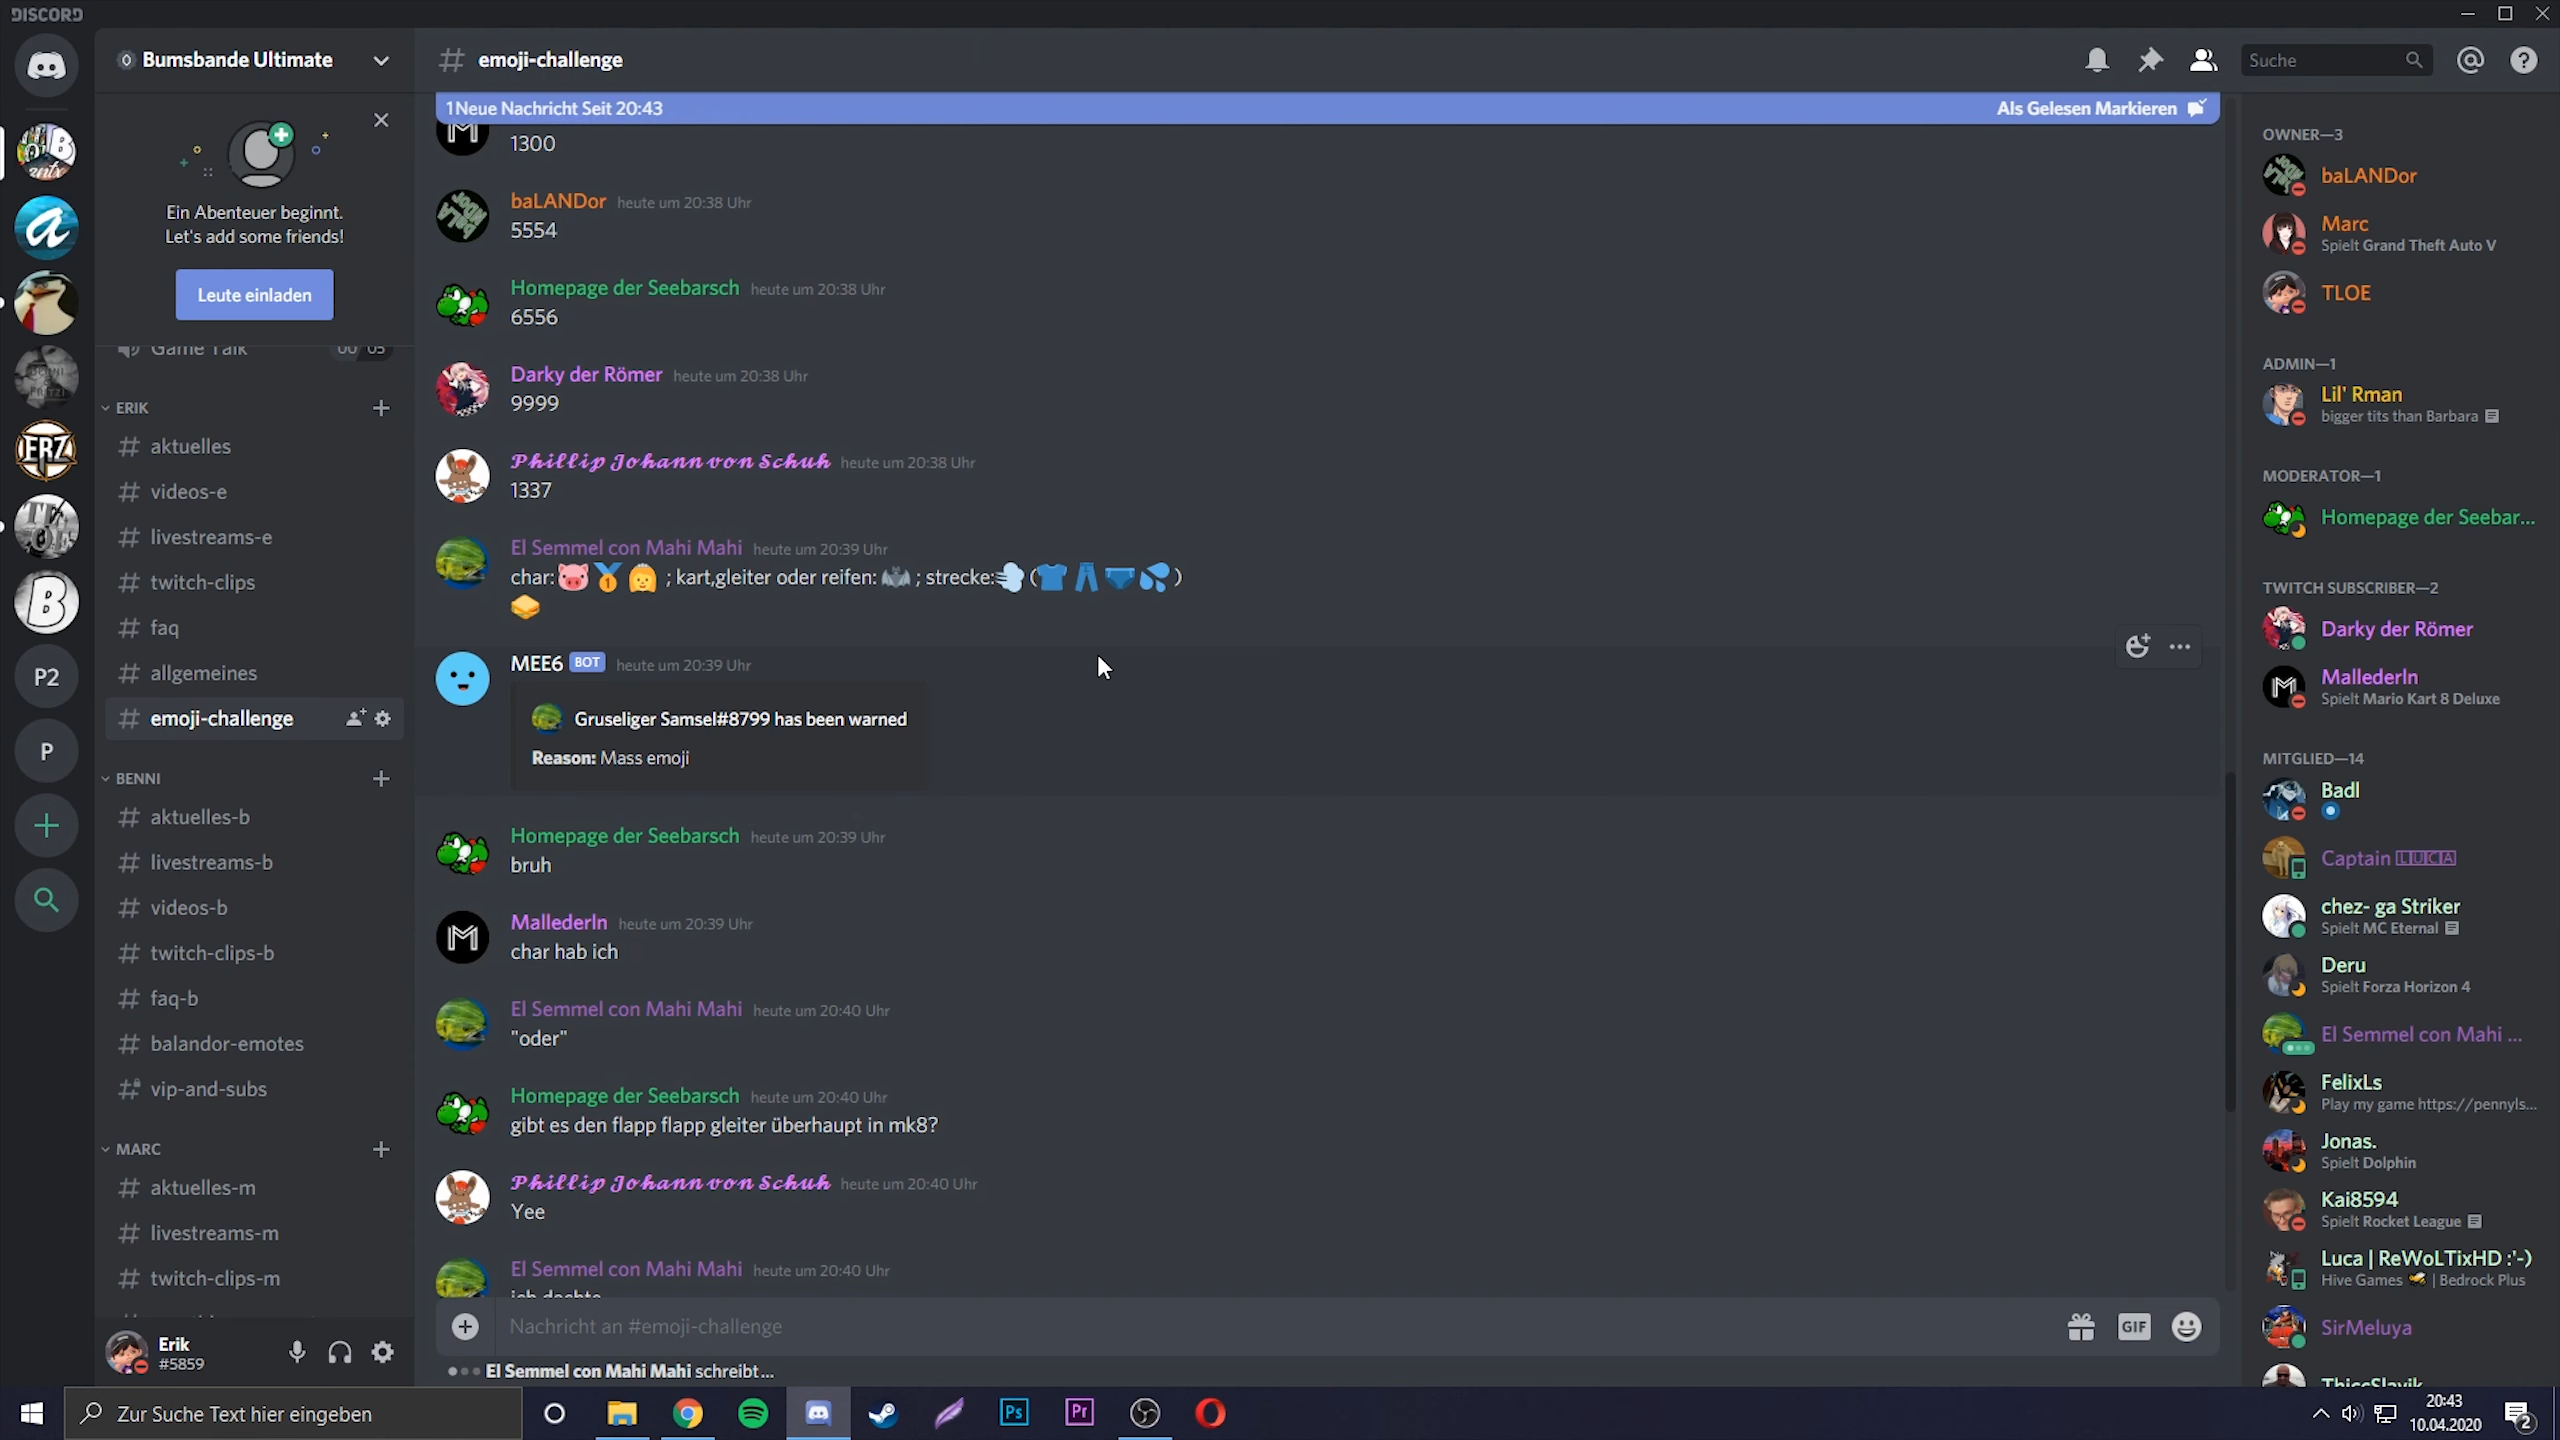 DISCORD
Bumsbande Ultimate
emoji-challenge
Suche
1Neue Nachricht Seit 20:43
Als Gelesen Markieren
Ein Abenteuer beginnt.
Let's add some friends!
Leute einladen
Game Talk
00 05
ERIK
aktuelles
videos-e
livestreams-e
twitch-clips
faq
allgemeines
emoji-challenge
BENNI
aktuelles-b
livestreams-b
videos-b
twitch-clips-b
faq-b
balandor-emotes
vip-and-subs
MARC
aktuelles-m
livestreams-m
twitch-clips-m
Erik
#5859
ERZ
B
P2
P
1300
baLANDor heute um 20:38 Uhr
5554
Homepage der Seebarsch heute um 20:38 Uhr
6556
Darky der Römer heute um 20:38 Uhr
9999
𝓟𝓱𝓲𝓵𝓵𝓲𝓹 𝓙𝓸𝓱𝓪𝓷𝓷 𝓿𝓸𝓷 𝓢𝓬𝓱𝓾𝓱 heute um 20:38 Uhr
1337
El Semmel con Mahi Mahi heute um 20:39 Uhr
char:🐷🥇👸 ; kart,gleiter oder reifen:🦇 ; strecke:💨(👕👖🩲💦)
🥪
MEE6 BOT heute um 20:39 Uhr
Gruseliger Samsel#8799 has been warned
Reason: Mass emoji
Homepage der Seebarsch heute um 20:39 Uhr
bruh
Mallederln heute um 20:39 Uhr
char hab ich
El Semmel con Mahi Mahi heute um 20:40 Uhr
"oder"
Homepage der Seebarsch heute um 20:40 Uhr
gibt es den flapp flapp gleiter überhaupt in mk8?
𝓟𝓱𝓲𝓵𝓵𝓲𝓹 𝓙𝓸𝓱𝓪𝓷𝓷 𝓿𝓸𝓷 𝓢𝓬𝓱𝓾𝓱 heute um 20:40 Uhr
Yee
El Semmel con Mahi Mahi heute um 20:40 Uhr
ich dachte
Nachricht an #emoji-challenge
GIF
El Semmel con Mahi Mahi schreibt...
OWNER—3
baLANDor
Marc
Spielt Grand Theft Auto V
TLOE
ADMIN—1
Lil' Rman
bigger tits than Barbara
MODERATOR—1
Homepage der Seebar...
TWITCH SUBSCRIBER—2
Darky der Römer
Mallederln
Spielt Mario Kart 8 Deluxe
MITGLIED—14
Badl
Captain 🄻🅄🄲🄰
chez- ga Striker
Spielt MC Eternal
Deru
Spielt Forza Horizon 4
El Semmel con Mahi ...
FelixLs
Play my game https://pennyls...
Jonas.
Spielt Dolphin
Kai8594
Spielt Rocket League
Luca | ReWoLTixHD :'-)
Hive Games 🐝 | Bedrock Plus
SirMeluya
ThiccSlavik
Zur Suche Text hier eingeben
Ps
Pr
20:43
10.04.2020
2